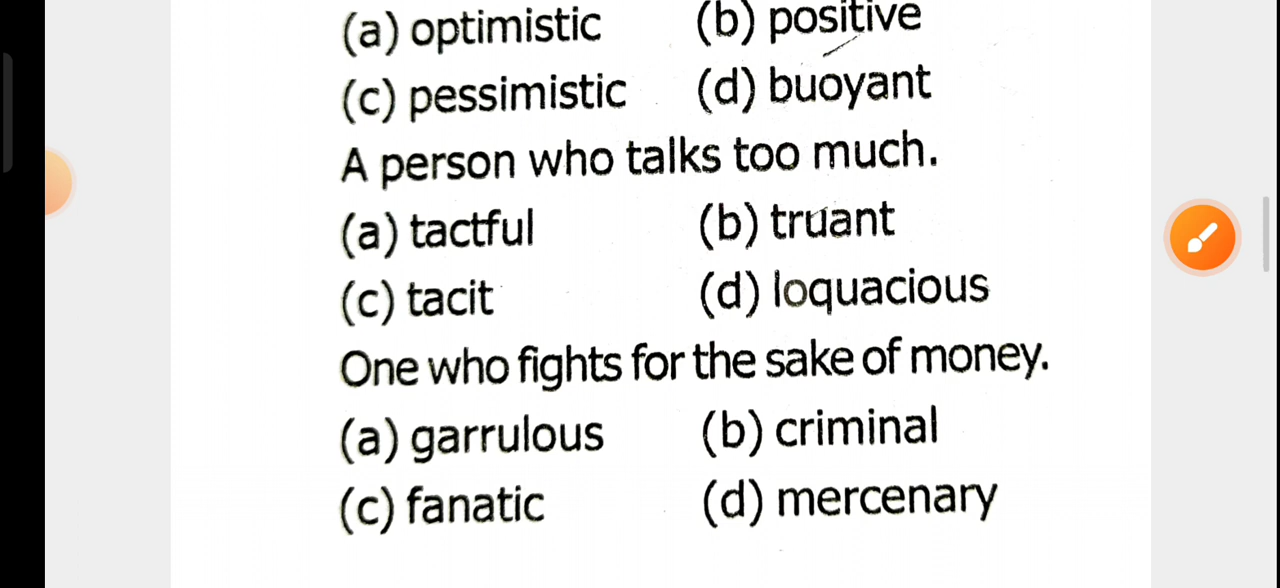 (a) optimistic (b) positive
(c) pessimistic (d) buoyant
A person who talks too much.
(a) tactful (b) truant
(c) tacit (d) loquacious
One who fights for the sake of money.
(a) garrulous (b) criminal
(c) fanatic (d) mercenary